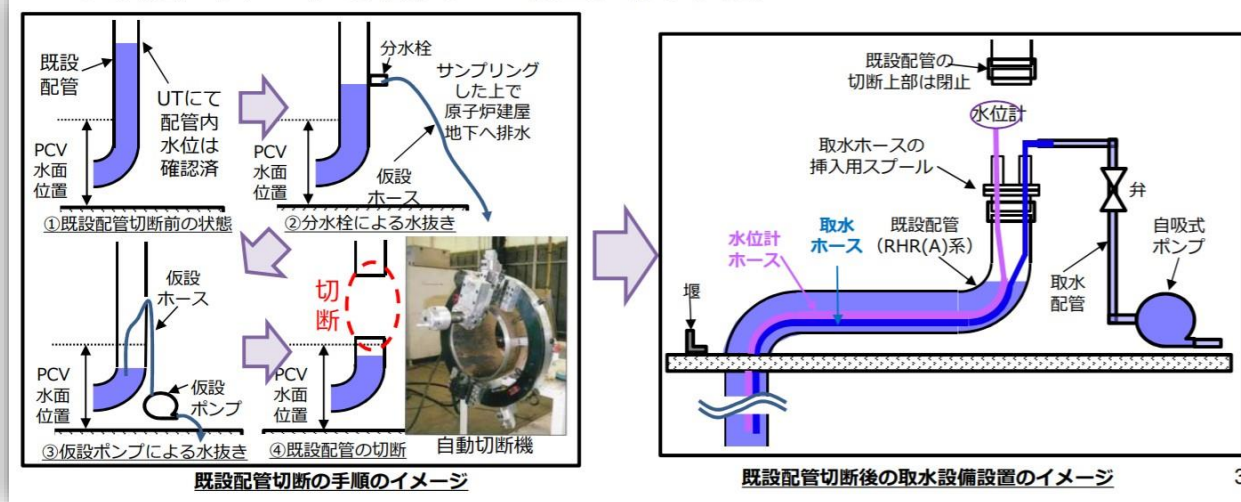 既設
配管
UTにて
配管内
水位は
確認済
PCV
水面
位置
①既設配管切断前の状態
分水栓
サンプリング
した上で
原子炉建屋
地下へ排水
PCV
水面
位置
仮設
ホース
②分水栓による水抜き
仮設
ホース
PCV
水面
位置
仮設
ポンプ
③仮設ポンプによる水抜き
切
断
PCV
水面
位置
④既設配管の切断
自動切断機
既設配管切断の手順のイメージ
既設配管の
切断上部は閉止
水位計
取水ホースの
挿入用スプール
弁
既設配管
(RHR(A)系)
自吸式
ポンプ
水位計
ホース
取水
ホース
取水
配管
堰
既設配管切断後の取水設備設置のイメージ